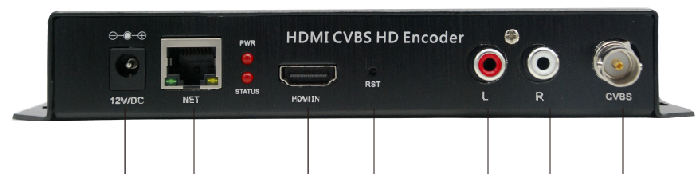 HDMI CVBS HD Encoder
PWR
STATUS
12V/DC
NET
HDMI IN
RST
L
R
CVBS